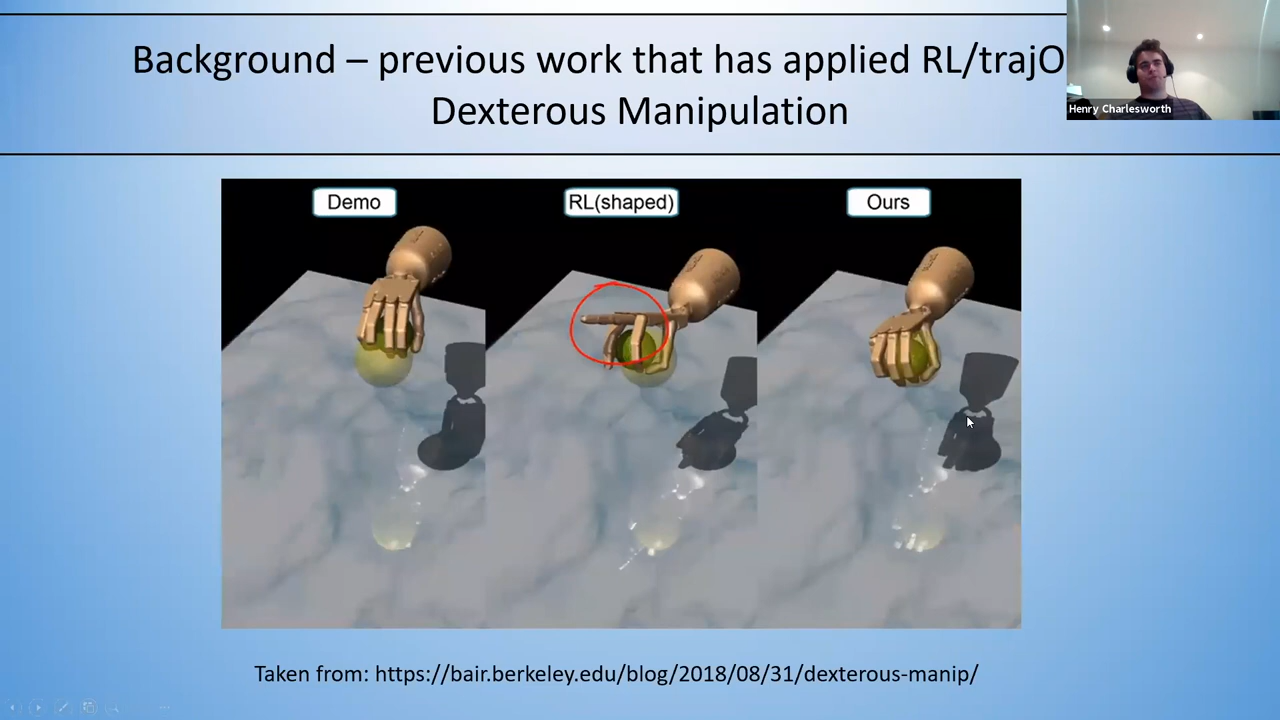 Background – previous work that has applied RL/trajO
Dexterous Manipulation
Henry Charlesworth
Demo
RL(shaped)
Ours
Taken from: https://bair.berkeley.edu/blog/2018/08/31/dexterous-manip/